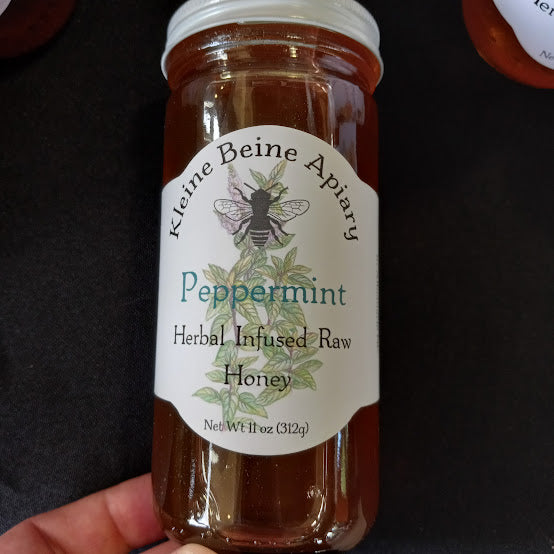 Kleine Beine Apiary
Peppermint
Herbal Infused Raw
Honey
Net Wt 11 oz (312g)